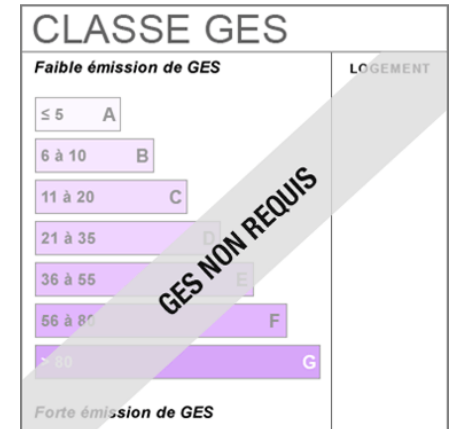 CLASSE GES
Faible émission de GES
LOGEMENT
≤ 5 A
6 à 10 B
11 à 20 C
21 à 35 D
36 à 55 E
56 à 80 F
> 80 G
GES NON REQUIS
Forte émission de GES